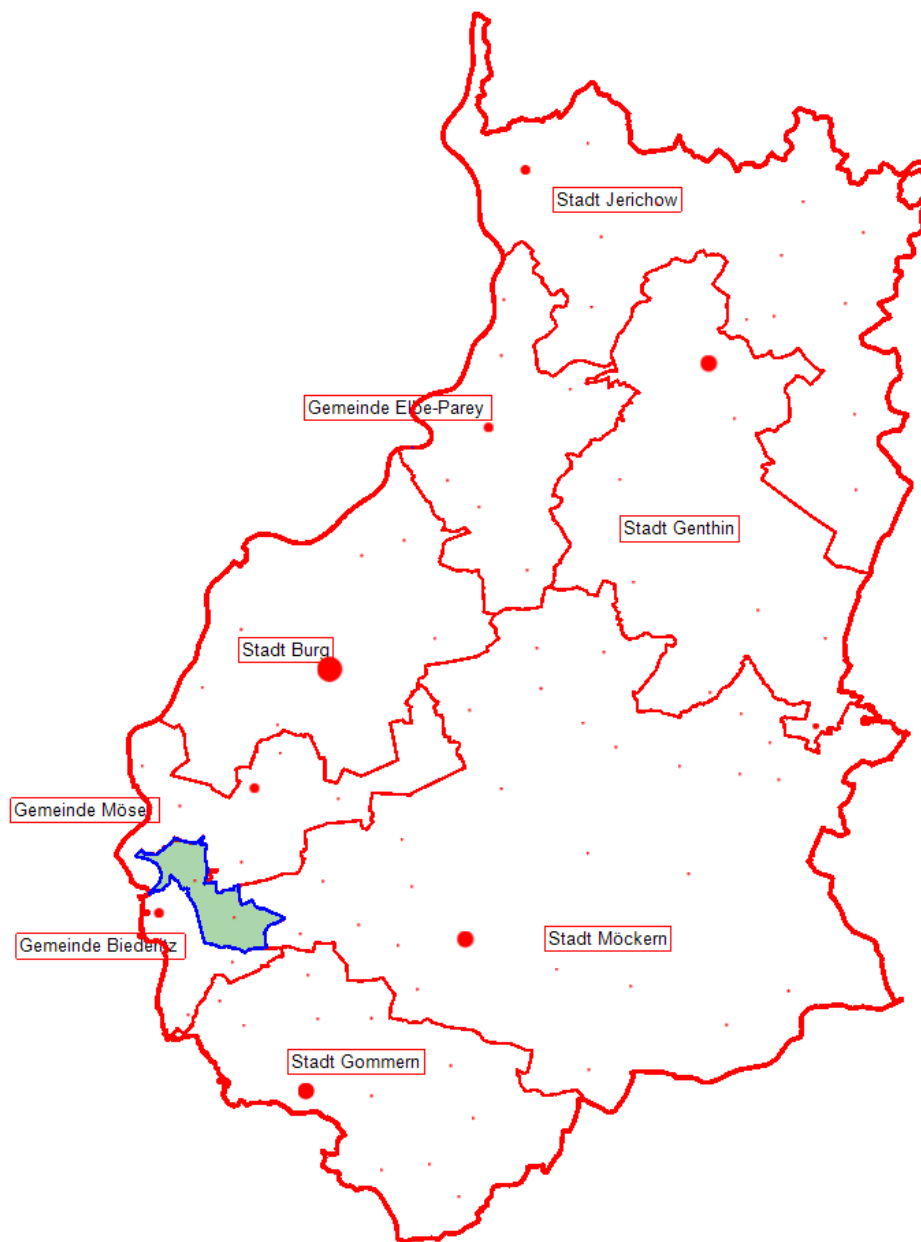 Stadt Jerichow
Gemeinde Elbe-Parey
Stadt Genthin
Stadt Burg
Gemeinde Möser
Gemeinde Biederitz
Stadt Möckern
Stadt Gommern